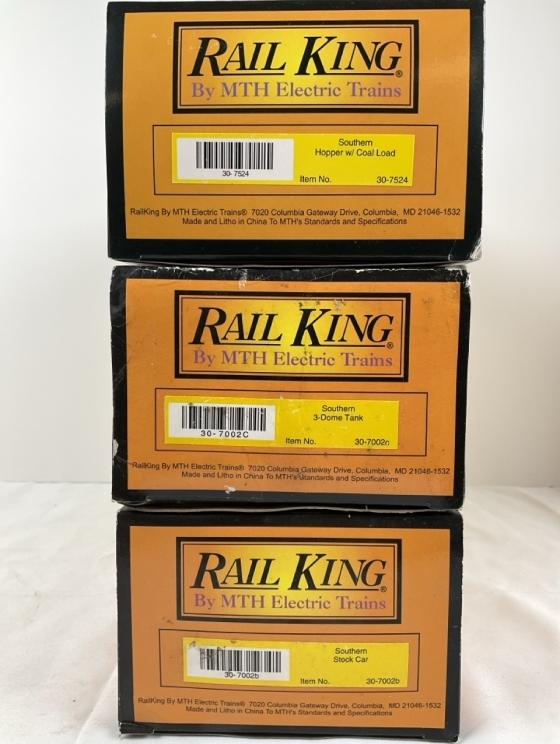 RAIL KING®
By MTH Electric Trains
30-7524
Southern
Hopper w/ Coal Load
Item No. 30-7524
RailKing By MTH Electric Trains® 7020 Columbia Gateway Drive, Columbia, MD 21046-1532
Made and Litho in China To MTH's Standards and Specifications
RAIL KING®
By MTH Electric Trains
30-7002C
Southern
3-Dome Tank
Item No. 30-7002c
RailKing By MTH Electric Trains® 7020 Columbia Gateway Drive, Columbia, MD 21046-1532
Made and Litho in China To MTH's Standards and Specifications
RAIL KING®
By MTH Electric Trains
30-7002b
Southern
Stock Car
Item No. 30-7002b
RailKing By MTH Electric Trains® 7020 Columbia Gateway Drive, Columbia, MD 21046-1532
Made and Litho in China To MTH's Standards and Specifications